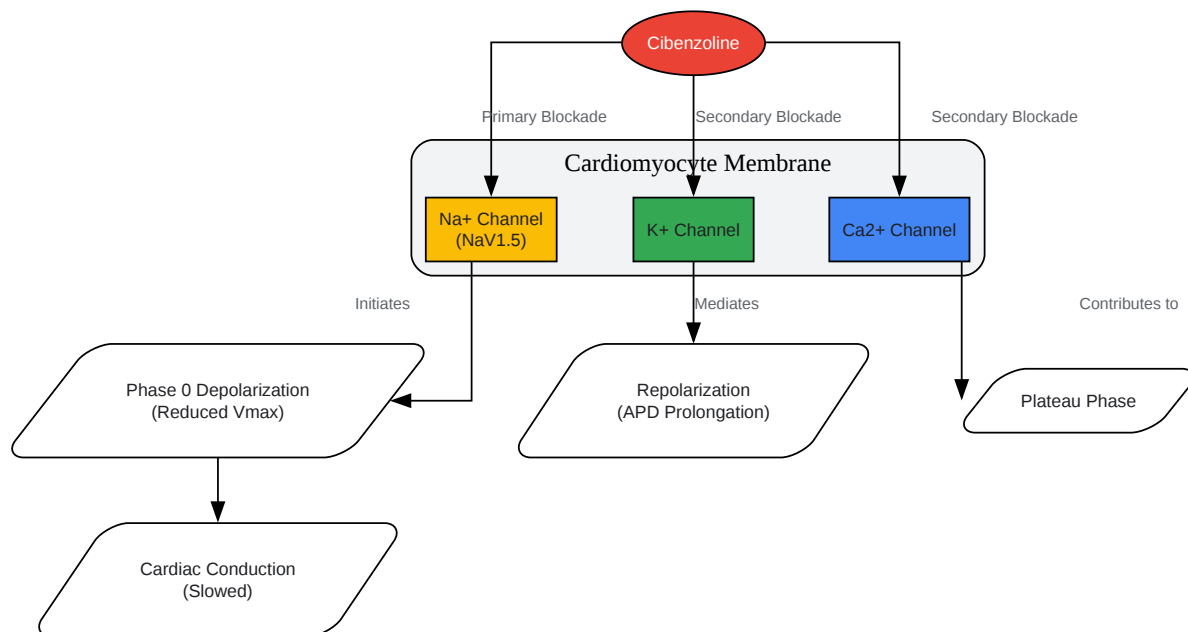 Cibenzoline
Primary Blockade
Secondary Blockade
Secondary Blockade
Cardiomyocyte Membrane
Na+ Channel
(NaV1.5)
K+ Channel
Ca2+ Channel
Initiates
Mediates
Contributes to
Phase 0 Depolarization
(Reduced Vmax)
Repolarization
(APD Prolongation)
Plateau Phase
Cardiac Conduction
(Slowed)